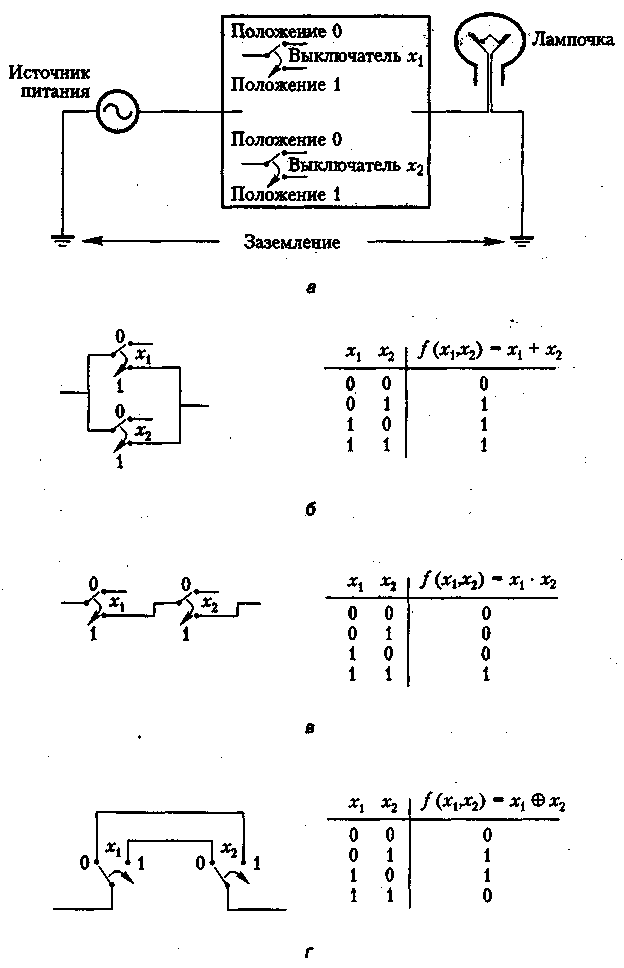 Положение 0
Выключатель x₁
Положение 1
Лампочка
Источник
питания
Положение 0
Выключатель x₂
Положение 1
Заземление
а
0
x₁
1
0
x₂
1
x₁ x₂ f (x₁,x₂) = x₁ + x₂
0 0 0
0 1 1
1 0 1
1 1 1
б
0
x₁
1
0
x₂
1
x₁ x₂ f (x₁,x₂) = x₁ · x₂
0 0 0
0 1 0
1 0 0
1 1 1
в
0 x₁ 1
0 x₂ 1
x₁ x₂ f (x₁,x₂) = x₁ ⊕ x₂
0 0 0
0 1 1
1 0 1
1 1 0
г